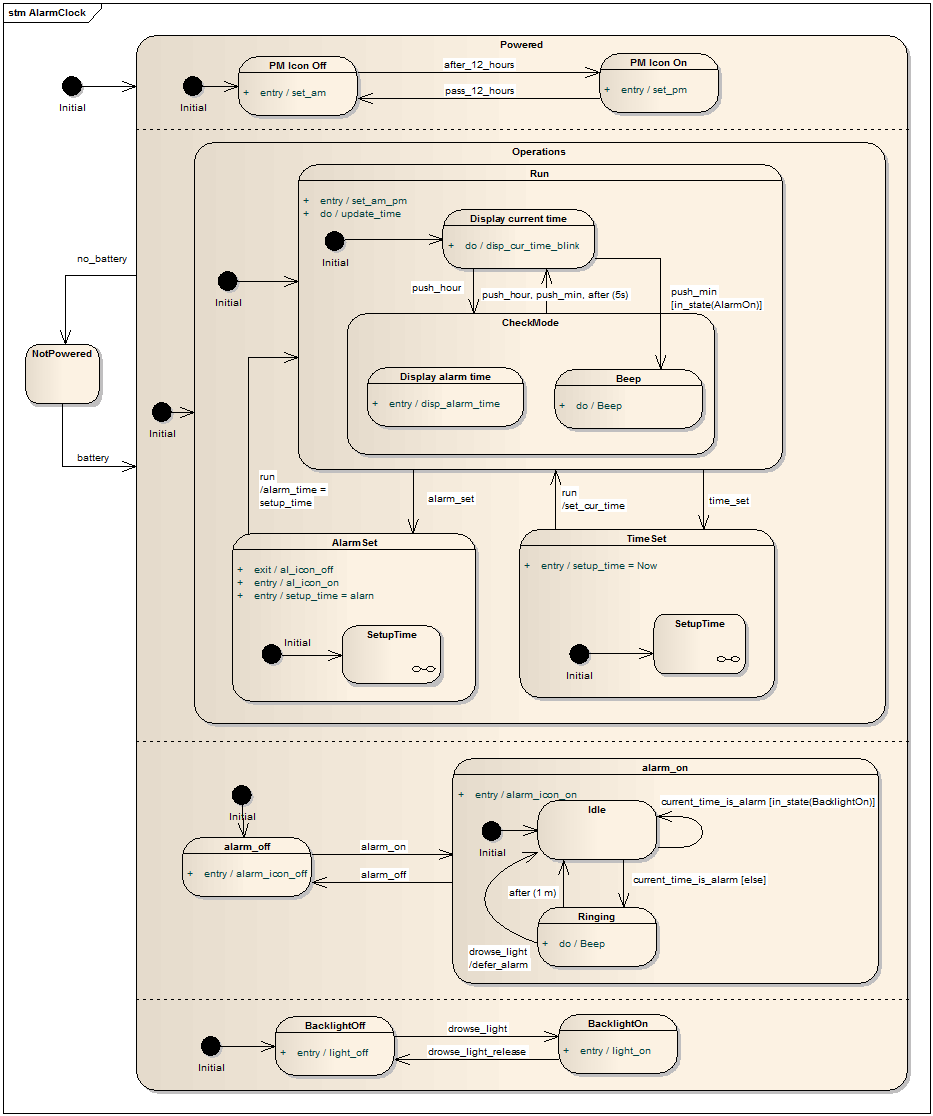 stm AlarmClock
Powered
Initial
Initial
PM Icon Off
+ entry / set_am
after_12_hours
pass_12_hours
PM Icon On
+ entry / set_pm
Operations
Run
+ entry / set_am_pm
+ do / update_time
Initial
Display current time
+ do / disp_cur_time_blink
Initial
no_battery
push_hour
push_hour, push_min, after (5s)
push_min
[in_state(AlarmOn)]
CheckMode
NotPowered
Display alarm time
+ entry / disp_alarm_time
Beep
+ do / Beep
Initial
battery
run
/alarm_time =
setup_time
alarm_set
run
/set_cur_time
time_set
AlarmSet
+ exit / al_icon_off
+ entry / al_icon_on
+ entry / setup_time = alarn
Initial
SetupTime
TimeSet
+ entry / setup_time = Now
Initial
SetupTime
alarm_on
+ entry / alarm_icon_on
Initial
alarm_off
+ entry / alarm_icon_off
alarm_on
alarm_off
Initial
Idle
current_time_is_alarm [in_state(BacklightOn)]
after (1 m)
current_time_is_alarm [else]
Ringing
+ do / Beep
drowse_light
/defer_alarm
Initial
BacklightOff
+ entry / light_off
drowse_light
drowse_light_release
BacklightOn
+ entry / light_on